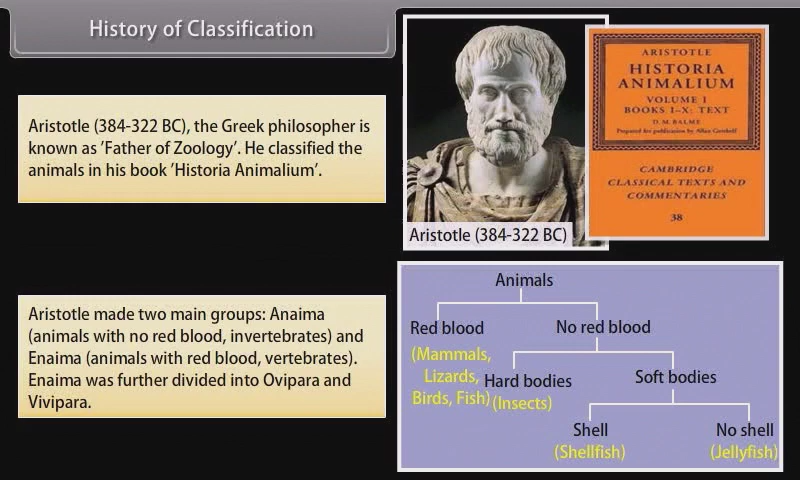 History of Classification
Aristotle (384-322 BC), the Greek philosopher is
known as 'Father of Zoology'. He classified the
animals in his book 'Historia Animalium'.
Aristotle (384-322 BC)
ARISTOTLE
HISTORIA
ANIMALIUM
VOLUME I
BOOKS I–X: TEXT
D. M. BALME
Prepared for publication by Allan Gotthelf
CAMBRIDGE
CLASSICAL TEXTS AND
COMMENTARIES
38
Aristotle made two main groups: Anaima
(animals with no red blood, invertebrates) and
Enaima (animals with red blood, vertebrates).
Enaima was further divided into Ovipara and
Vivipara.
Animals
Red blood
No red blood
(Mammals,
Lizards,
Birds, Fish)
Hard bodies
(Insects)
Soft bodies
Shell
(Shellfish)
No shell
(Jellyfish)